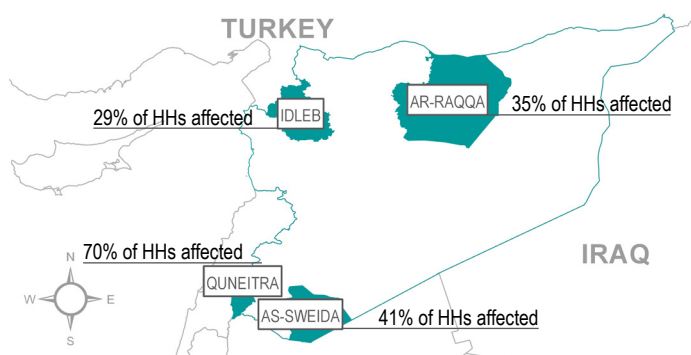 TURKEY
AR-RAQQA
35% of HHs affected
IDLEB
29% of HHs affected
70% of HHs affected
IRAQ
N
QUNEITRA
W
E
AS-SWEIDA
41% of HHs affected
S